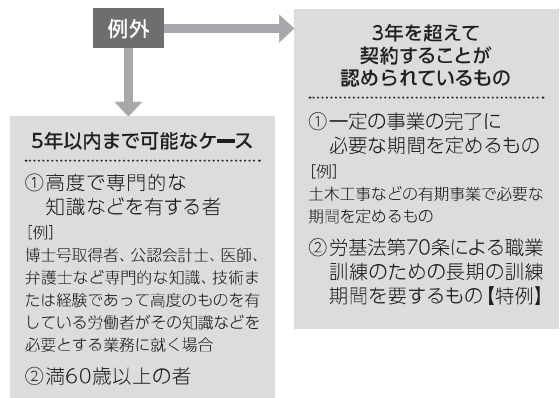 例外
3年を超えて
契約することが
認められているもの
①一定の事業の完了に
必要な期間を定めるもの
[例]
土木工事などの有期事業で必要な
期間を定めるもの
②労基法第70条による職業
訓練のための長期の訓練
期間を要するもの【特例】
5年以内まで可能なケース
①高度で専門的な
知識などを有する者
[例]
博士号取得者、公認会計士、医師、
弁護士など専門的な知識、技術ま
たは経験であって高度のものを有
している労働者がその知識などを
必要とする業務に就く場合
②満60歳以上の者